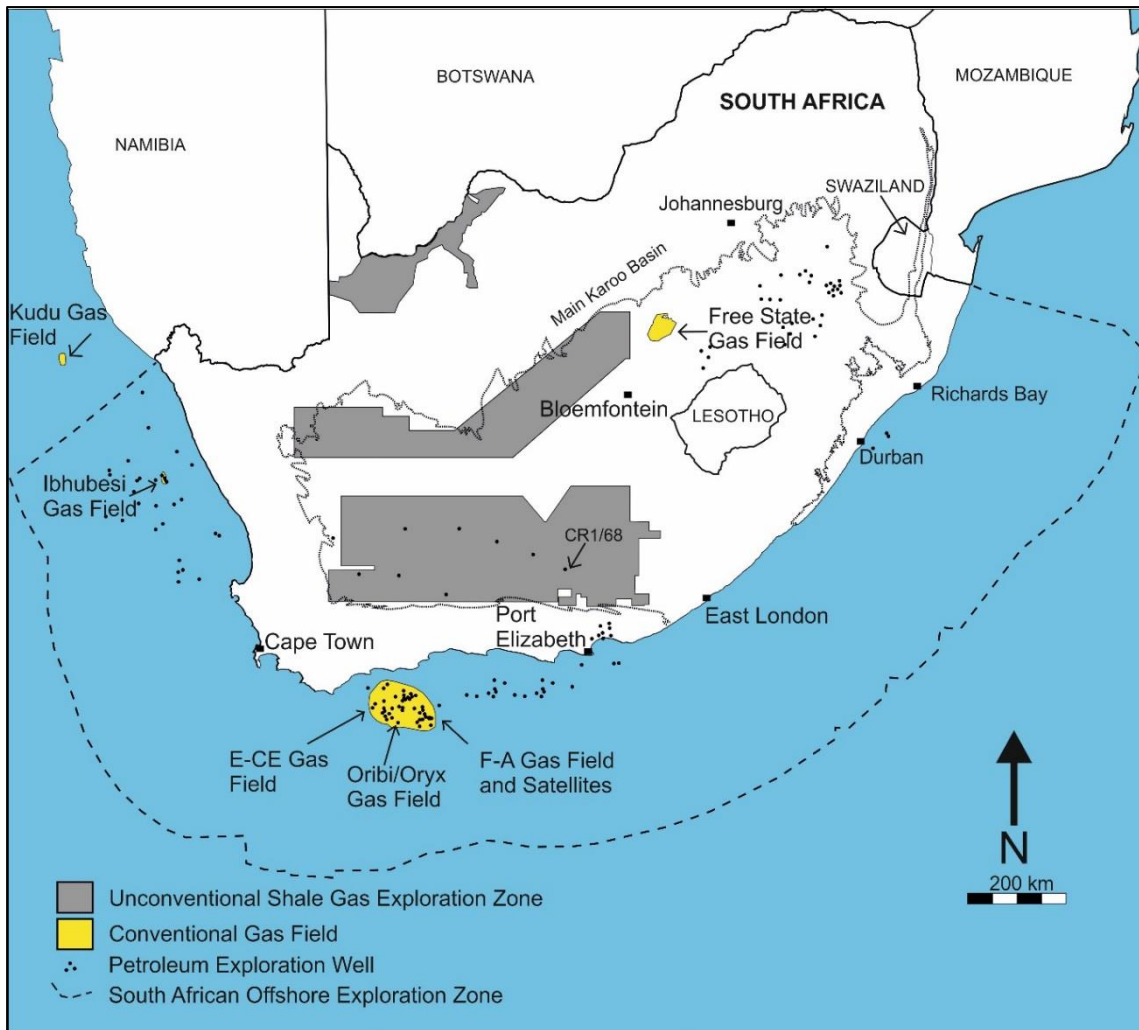 BOTSWANA
MOZAMBIQUE
SOUTH AFRICA
NAMIBIA
SWAZILAND
Johannesburg
Main Karoo Basin
Kudu Gas
Field
Free State
Gas Field
Richards Bay
Bloemfontein
LESOTHO
Durban
Ibhubesi
Gas Field
CR1/68
East London
Port
Elizabeth
Cape Town
E-CE Gas
Field
Oribi/Oryx
Gas Field
F-A Gas Field
and Satellites
N
200 km
Unconventional Shale Gas Exploration Zone
Conventional Gas Field
Petroleum Exploration Well
South African Offshore Exploration Zone